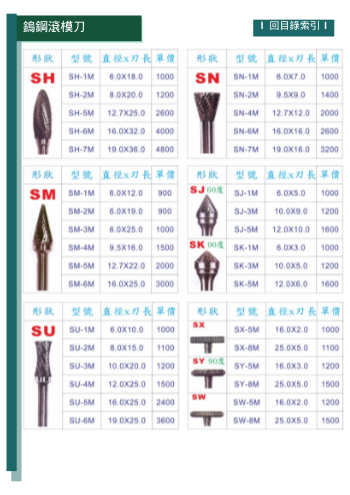 鎢鋼滾模刀
I 回目錄索引 I
形狀 型號 直徑x刃長 單價
SH
SH-1M 6.0X18.0 1000
SH-2M 8.0X20.0 1200
SH-5M 12.7X25.0 2600
SH-6M 16.0X32.0 4000
SH-7M 19.0X36.0 4800
形狀 型號 直徑x刃長 單價
SN
SN-1M 6.0X7.0 1000
SN-2M 9.5X9.0 1400
SN-4M 12.7X12.0 2000
SN-6M 16.0X16.0 2600
SN-7M 19.0X16.0 3200
形狀 型號 直徑x刃長 單價
SM
SM-1M 6.0X12.0 900
SM-2M 6.0X19.0 900
SM-3M 6.0X25.0 1000
SM-4M 9.5X16.0 1500
SM-5M 12.7X22.0 2000
SM-6M 16.0X25.0 3000
形狀 型號 直徑x刃長 單價
SJ 60度
SJ-1M 6.0X5.0 1000
SJ-3M 10.0X9.0 1200
SJ-5M 12.0X10.0 1600
SK 90度
SK-1M 6.0X3.0 1000
SK-3M 10.0X5.0 1200
SK-5M 12.0X6.0 1600
形狀 型號 直徑x刃長 單價
SU
SU-1M 6.0X10.0 1000
SU-2M 8.0X15.0 1100
SU-3M 10.0X20.0 1200
SU-4M 12.0X25.0 1500
SU-5M 16.0X25.0 2400
SU-6M 19.0X25.0 3600
形狀 型號 直徑x刃長 單價
SX
SX-5M 16.0X2.0 1000
SX-8M 25.0X5.0 1100
SY 90度
SY-5M 16.0X3.0 1200
SY-8M 25.0X5.0 1500
SW
SW-5M 16.0X2.0 1200
SW-8M 25.0X5.0 1500